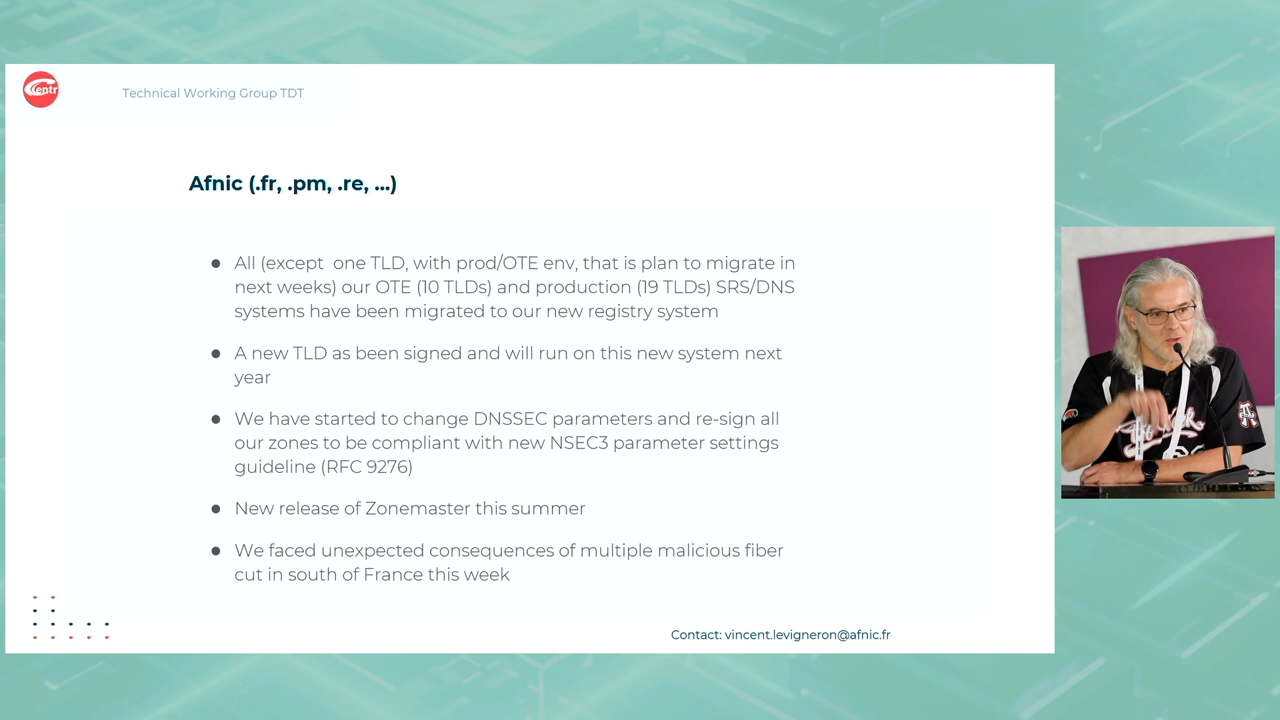 Centr
Technical Working Group TDT
Afnic (.fr, .pm, .re, ...)
● All (except  one TLD, with prod/OTE env, that is plan to migrate in
next weeks) our OTE (10 TLDs) and production (19 TLDs) SRS/DNS
systems have been migrated to our new registry system
● A new TLD as been signed and will run on this new system next
year
● We have started to change DNSSEC parameters and re-sign all
our zones to be compliant with new NSEC3 parameter settings
guideline (RFC 9276)
● New release of Zonemaster this summer
● We faced unexpected consequences of multiple malicious fiber
cut in south of France this week
Contact: vincent.levigneron@afnic.fr